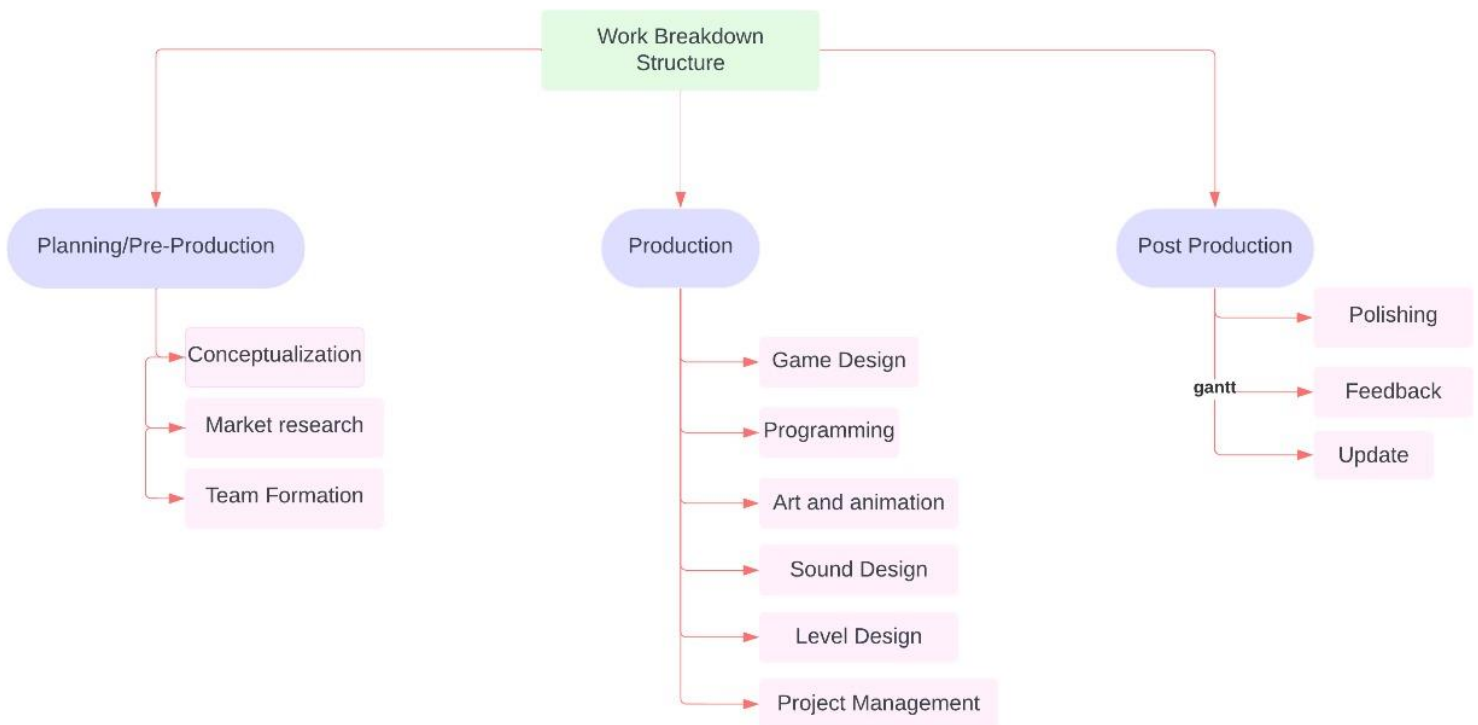 Work Breakdown
Structure
Planning/Pre-Production
Conceptualization
Market research
Team Formation
Production
Game Design
Programming
Art and animation
Sound Design
Level Design
Project Management
Post Production
Polishing
gantt
Feedback
Update